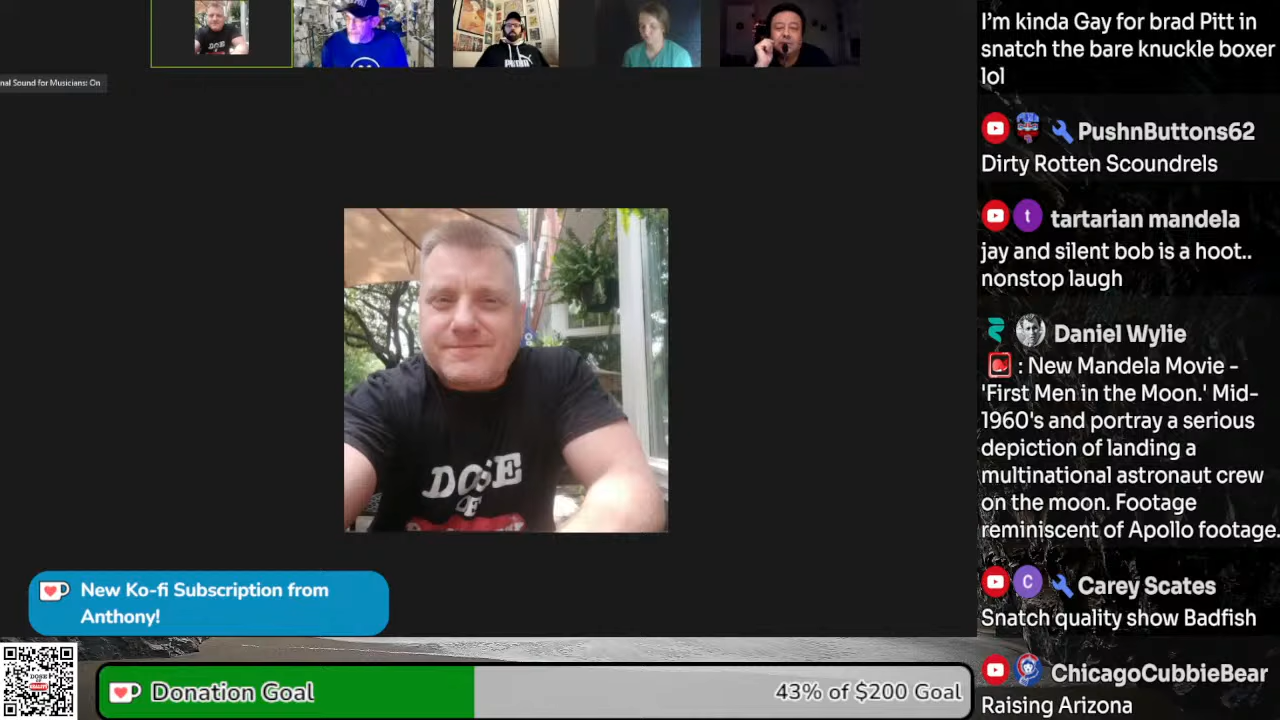 nal Sound for Musicians: On
DOSE
OF
New Ko-fi Subscription from
Anthony!
DOSE
Donation Goal
43% of $200 Goal
I'm kinda Gay for brad Pitt in
snatch the bare knuckle boxer
lol
PushnButtons62
Dirty Rotten Scoundrels
t tartarian mandela
jay and silent bob is a hoot..
nonstop laugh
Daniel Wylie
: New Mandela Movie -
'First Men in the Moon.' Mid-
1960's and portray a serious
depiction of landing a
multinational astronaut crew
on the moon. Footage
reminiscent of Apollo footage.
C Carey Scates
Snatch quality show Badfish
ChicagoCubbieBear
Raising Arizona